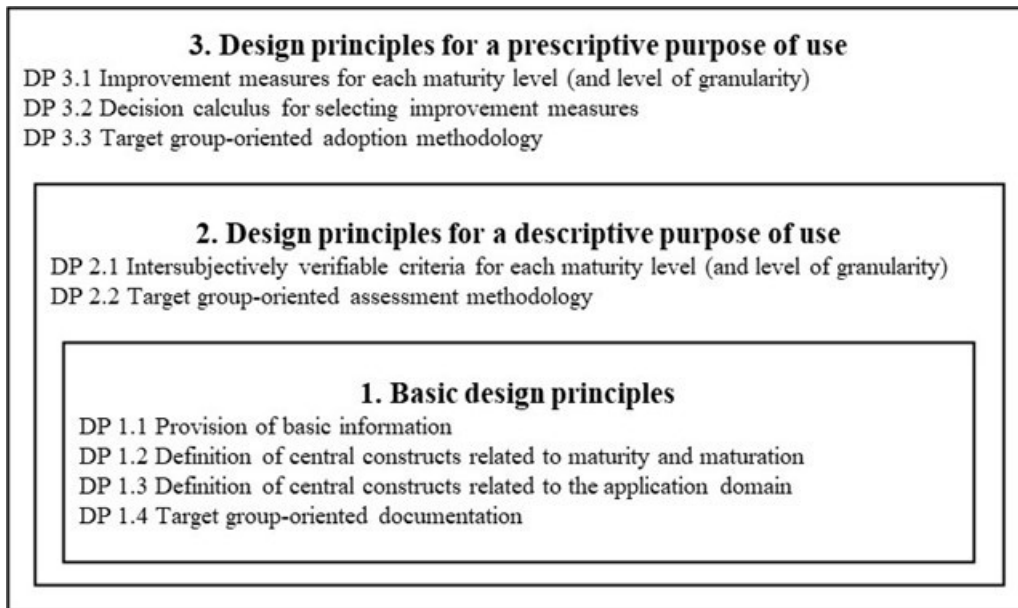 3. Design principles for a prescriptive purpose of use
DP 3.1 Improvement measures for each maturity level (and level of granularity)
DP 3.2 Decision calculus for selecting improvement measures
DP 3.3 Target group-oriented adoption methodology
2. Design principles for a descriptive purpose of use
DP 2.1 Intersubjectively verifiable criteria for each maturity level (and level of granularity)
DP 2.2 Target group-oriented assessment methodology
1. Basic design principles
DP 1.1 Provision of basic information
DP 1.2 Definition of central constructs related to maturity and maturation
DP 1.3 Definition of central constructs related to the application domain
DP 1.4 Target group-oriented documentation